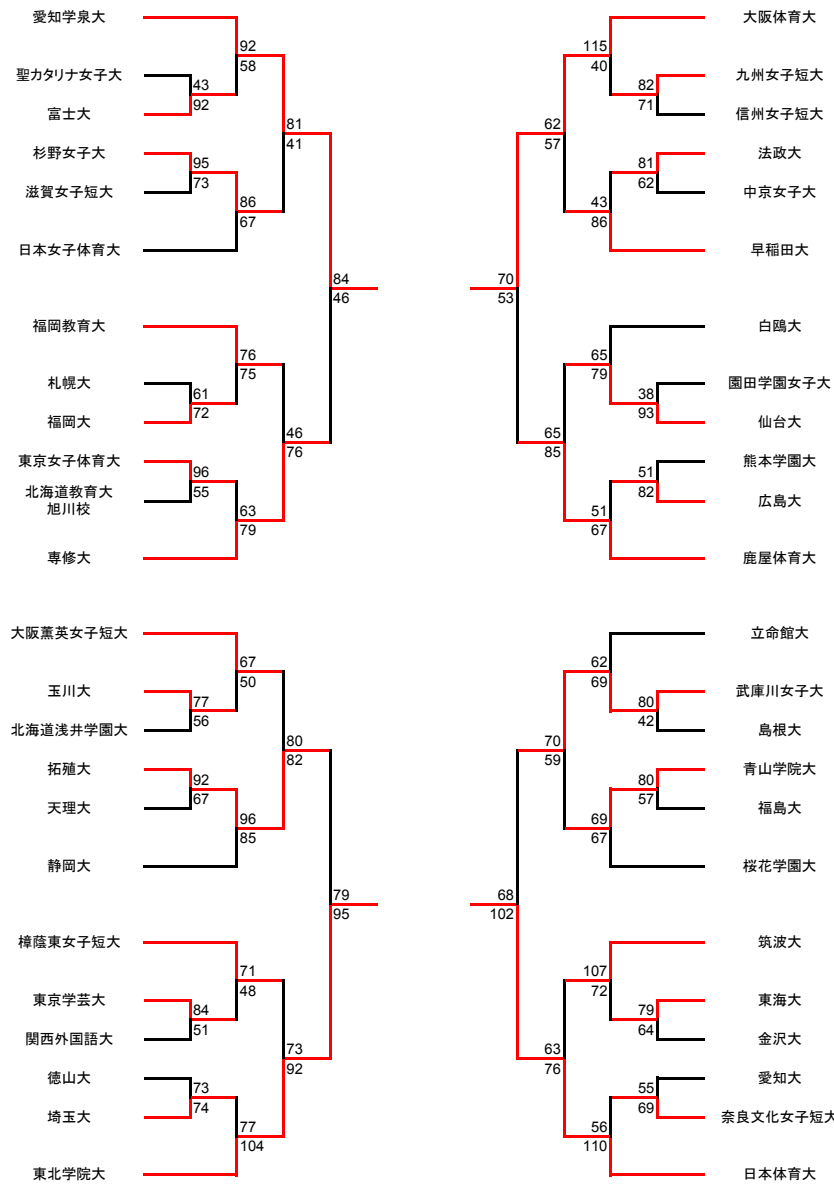 愛知学泉大
92
58
聖カタリナ女子大
43
92
富士大
81
41
杉野女子大
95
73
滋賀女子短大
86
67
日本女子体育大
84
46
福岡教育大
76
75
札幌大
61
72
福岡大
46
76
東京女子体育大
96
55
北海道教育大
旭川校
63
79
専修大
大阪体育大
115
40
九州女子短大
82
71
信州女子短大
62
57
法政大
81
62
中京女子大
43
86
早稲田大
70
53
白鴎大
65
79
園田学園女子大
38
93
仙台大
65
85
熊本学園大
51
82
広島大
51
67
鹿屋体育大
大阪薫英女子短大
67
50
玉川大
77
56
北海道浅井学園大
80
82
拓殖大
92
67
天理大
96
85
静岡大
79
95
樟蔭東女子短大
71
48
東京学芸大
84
51
関西外国語大
73
92
徳山大
73
74
埼玉大
77
104
東北学院大
立命館大
62
69
武庫川女子大
80
42
島根大
70
59
青山学院大
80
57
福島大
69
67
桜花学園大
68
102
筑波大
107
72
東海大
79
64
金沢大
63
76
愛知大
55
69
奈良文化女子短大
56
110
日本体育大